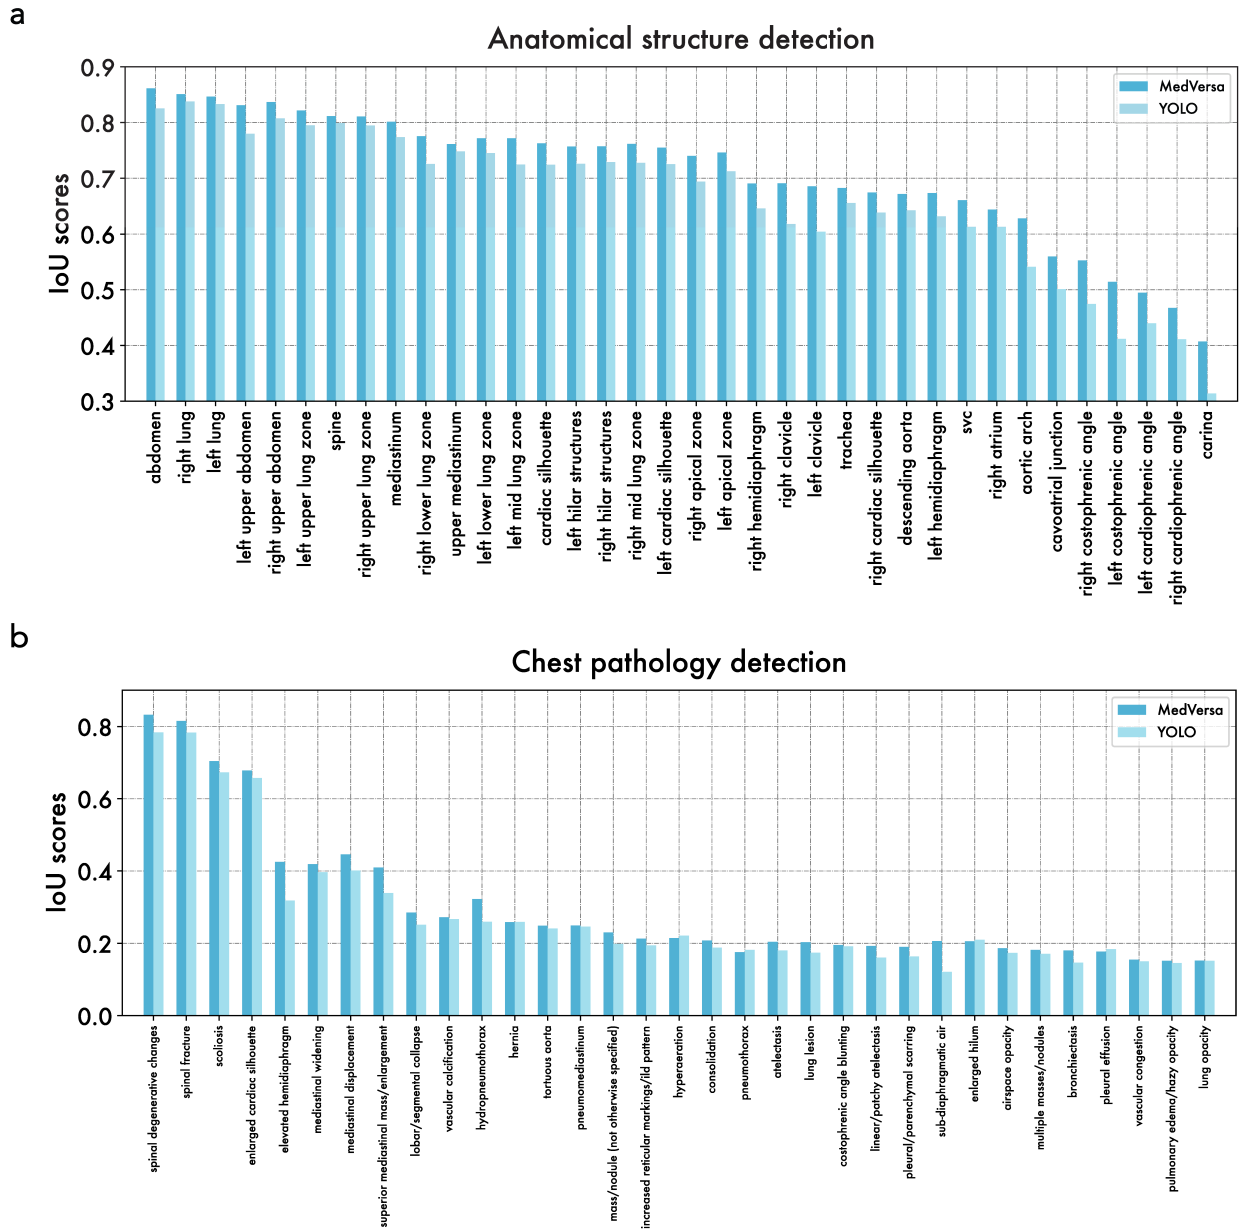 a
Anatomical structure detection
MedVersa
YOLO
IoU scores
0.9
0.8
0.7
0.6
0.5
0.4
0.3
abdomen
right lung
left lung
left upper abdomen
right upper abdomen
left upper lung zone
spine
right upper lung zone
mediastinum
right lower lung zone
upper mediastinum
left lower lung zone
left mid lung zone
cardiac silhouette
left hilar structures
right hilar structures
right mid lung zone
left cardiac silhouette
right apical zone
left apical zone
right hemidiaphragm
right clavicle
left clavicle
trachea
right cardiac silhouette
descending aorta
left hemidiaphragm
svc
right atrium
aortic arch
cavoatrial junction
right costophrenic angle
left costophrenic angle
left cardiophrenic angle
right cardiophrenic angle
carina
b
Chest pathology detection
MedVersa
YOLO
IoU scores
0.8
0.6
0.4
0.2
0.0
spinal degenerative changes
spinal fracture
scoliosis
enlarged cardiac silhouette
elevated hemidiaphragm
mediastinal widening
mediastinal displacement
superior mediastinal mass/enlargement
lobar/segmental collapse
vascular calcification
hydropneumothorax
hernia
tortuous aorta
pneumomediastinum
mass/nodule (not otherwise specified)
increased reticular markings/ild pattern
hyperaeration
consolidation
pneumothorax
atelectasis
lung lesion
costophrenic angle blunting
linear/patchy atelectasis
pleural/parenchymal scarring
sub-diaphragmatic air
enlarged hilum
airspace opacity
multiple masses/nodules
bronchiectasis
pleural effusion
vascular congestion
pulmonary edema/hazy opacity
lung opacity